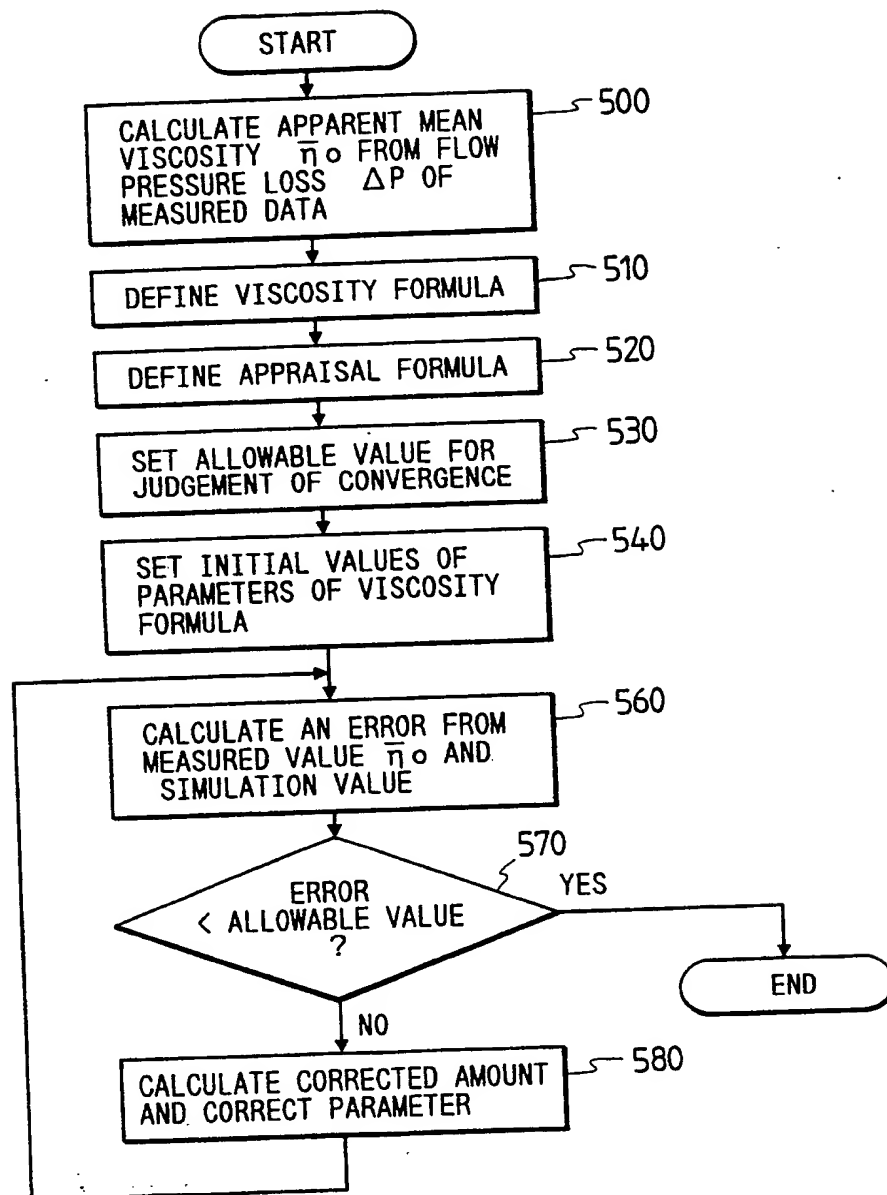 START
500
CALCULATE APPARENT MEAN
VISCOSITY η̅o FROM FLOW
PRESSURE LOSS ΔP OF
MEASURED DATA
510
DEFINE VISCOSITY FORMULA
520
DEFINE APPRAISAL FORMULA
530
SET ALLOWABLE VALUE FOR
JUDGEMENT OF CONVERGENCE
540
SET INITIAL VALUES OF
PARAMETERS OF VISCOSITY
FORMULA
560
CALCULATE AN ERROR FROM
MEASURED VALUE η̅o AND
SIMULATION VALUE
570
ERROR
< ALLOWABLE VALUE
?
YES
END
NO
580
CALCULATE CORRECTED AMOUNT
AND CORRECT PARAMETER